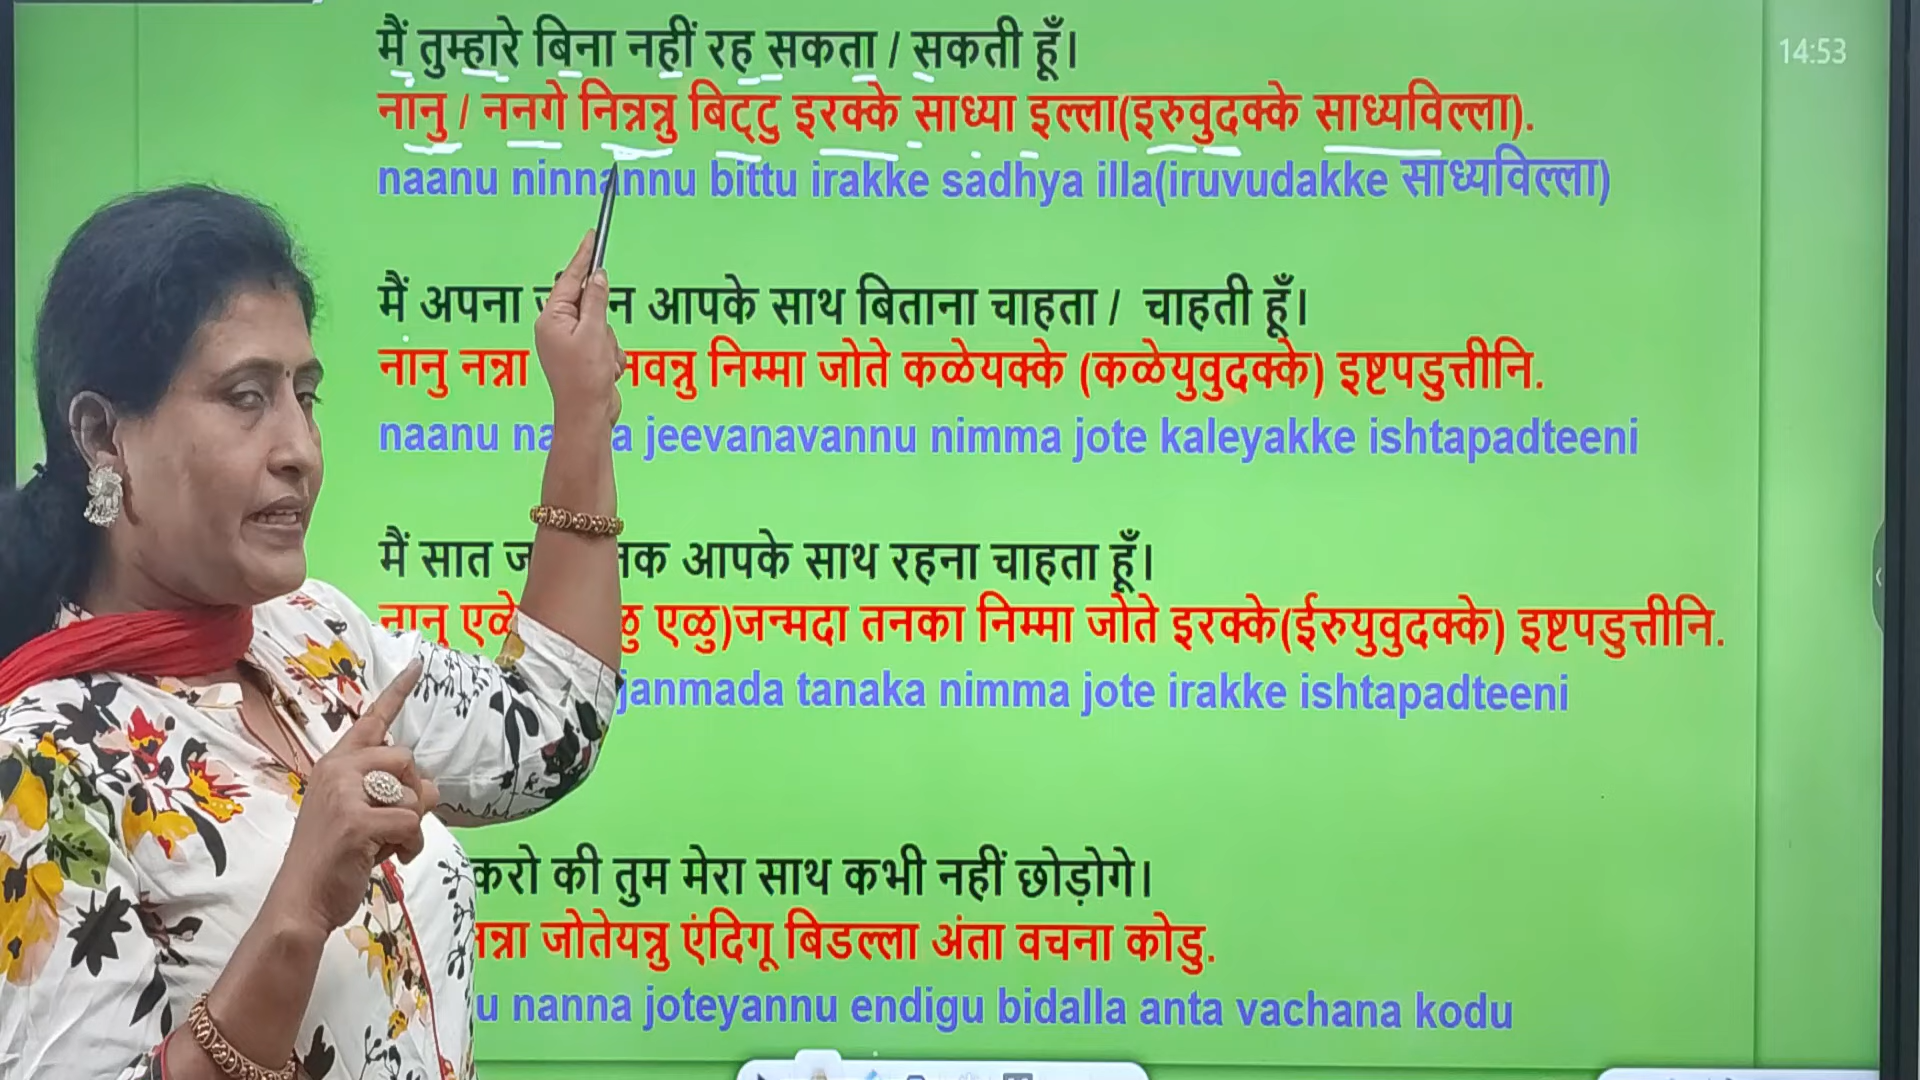 मैं तुम्हारे बिना नहीं रह सकता / सकती हूँ।
14:53
नानु / ननगे निन्नन्नु बिट्टु इरक्के साध्या इल्ला(इरुवुदक्के साध्यविल्ला).
naanu ninnannu bittu irakke sadhya illa(iruvudakke साध्यविल्ला)
मैं अपना आपके साथ बिताना चाहता / चाहती हूँ।
नानु नन्ना निम्मा जोते कळेयक्के (कळेयुवुदक्के) इष्टपडुत्तीनि.
naanu jeevanavannu nimma jote kaleyakke ishtapadteeni
मैं सात आपके साथ रहना चाहता हूँ।
नानु एळु)जन्मदा तनका निम्मा जोते इरक्के(ईरुयुवुदक्के) इष्टपडुत्तीनि.
janmada tanaka nimma jote irakke ishtapadteeni
करो की तुम मेरा साथ कभी नहीं छोड़ोगे।
नन्ना जोतेयन्नु एंदिगू बिडल्ला अंता वचना कोडु.
nanna joteyannu endigu bidalla anta vachana kodu